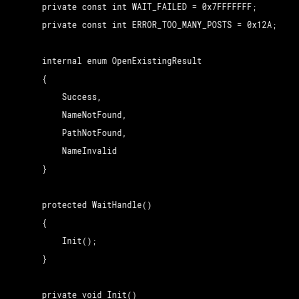 private const int WAIT_FAILED = 0x7FFFFFFF;
private const int ERROR_TOO_MANY_POSTS = 0x12A;
internal enum OpenExistingResult
{
Success,
NameNotFound,
PathNotFound,
NameInvalid
}
protected WaitHandle()
{
Init();
}
private void Init()